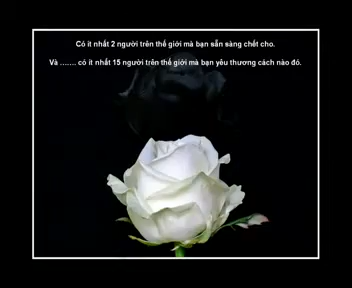 Có ít nhất 2 người trên thế giới mà bạn sẵn sàng chết cho.
Và ....... có ít nhất 15 người trên thế giới mà bạn yêu thương cách nào đó.